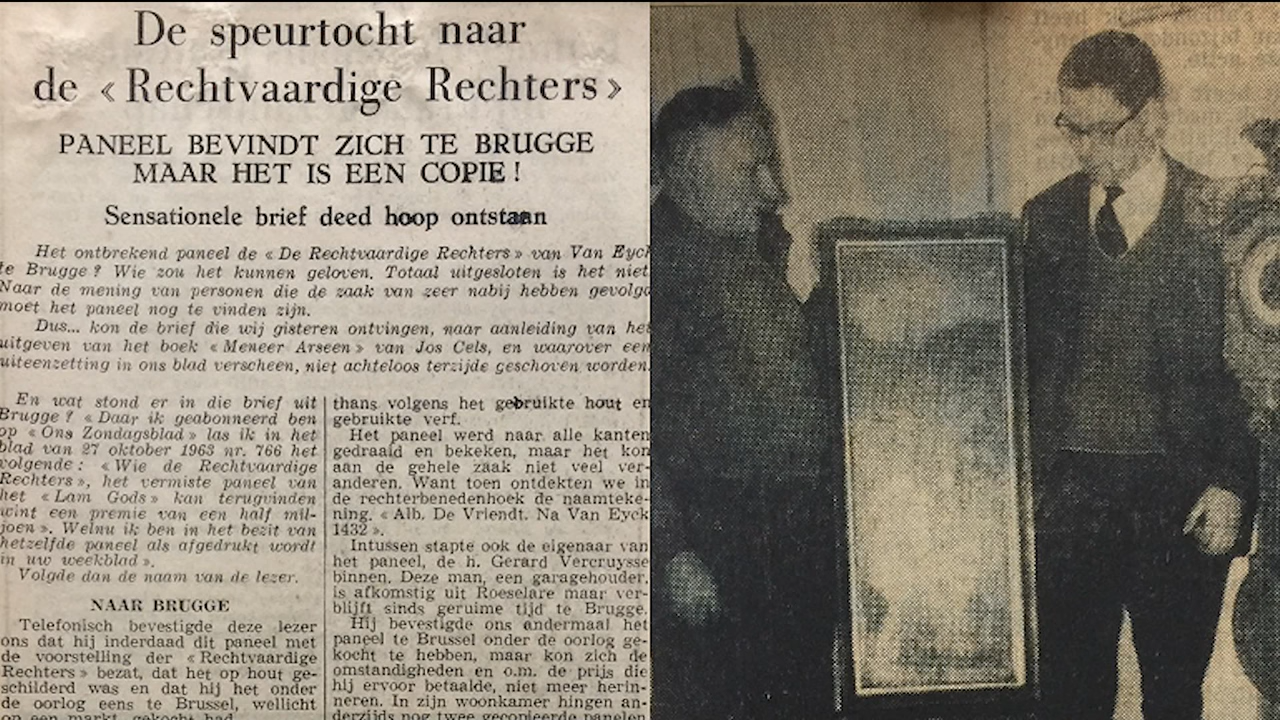 De speurtocht naar
de « Rechtvaardige Rechters »
PANEEL BEVINDT ZICH TE BRUGGE
MAAR HET IS EEN COPIE !
Sensationele brief deed hoop ontstaan
Het ontbrekend paneel de « De Rechtvaardige Rechters » van Van Eyck
te Brugge ? Wie zou het kunnen geloven. Totaal uitgesloten is het niet
Naar de mening van personen die de zaak van zeer nabij hebben gevolgd
moet het paneel nog te vinden zijn.
Dus... kon de brief die wij gisteren ontvingen, naar aanleiding van het
uitgeven van het boek « Meneer Arseen » van Jos Cels, en waarover een
uiteenzetting in ons blad verscheen, niet achteloos terzijde geschoven worden.
En wat stond er in die brief uit
Brugge ? « Daar ik geabonneerd ben
op « Ons Zondagsblad » las ik in het
blad van 27 oktober 1963 nr. 766 het
volgende : « Wie de Rechtvaardige
Rechters », het vermiste paneel van
het « Lam Gods » kan terugvinden
wint een premie van een half mil-
joen ». Welnu ik ben in het bezit van
hetzelfde paneel als afgedrukt wordt
in uw weekblad ».
Volgde dan de naam van de lezer.
NAAR BRUGGE
Telefonisch bevestigde deze lezer
ons dat hij inderdaad dit paneel met
de voorstelling der « Rechtvaardige
Rechters » bezat, dat het op hout ge-
schilderd was en dat hij het onder
de oorlog eens te Brussel, wellicht
op een markt, gekocht had.
thans volgens het gebruikte hout en
gebruikte verf.
Het paneel werd naar alle kanten
gedraaid en bekeken, maar het kon
aan de gehele zaak niet veel ver-
anderen. Want toen ontdekten we in
de rechterbenedenhoek de naamteke-
ning. « Alb. De Vriendt. Na Van Eyck
1432 ».
Intussen stapte ook de eigenaar van
het paneel, de h. Gerard Vercruysse
binnen. Deze man, een garagehouder,
is afkomstig uit Roeselare maar ver-
blijft sinds geruime tijd te Brugge.
Hij bevestigde ons andermaal het
paneel te Brussel onder de oorlog ge-
kocht te hebben, maar kon zich de
omstandigheden en o.m. de prijs die
hij ervoor betaalde, niet meer herin-
neren. In zijn woonkamer hingen an-
derzijds nog twee gecopieerde panelen